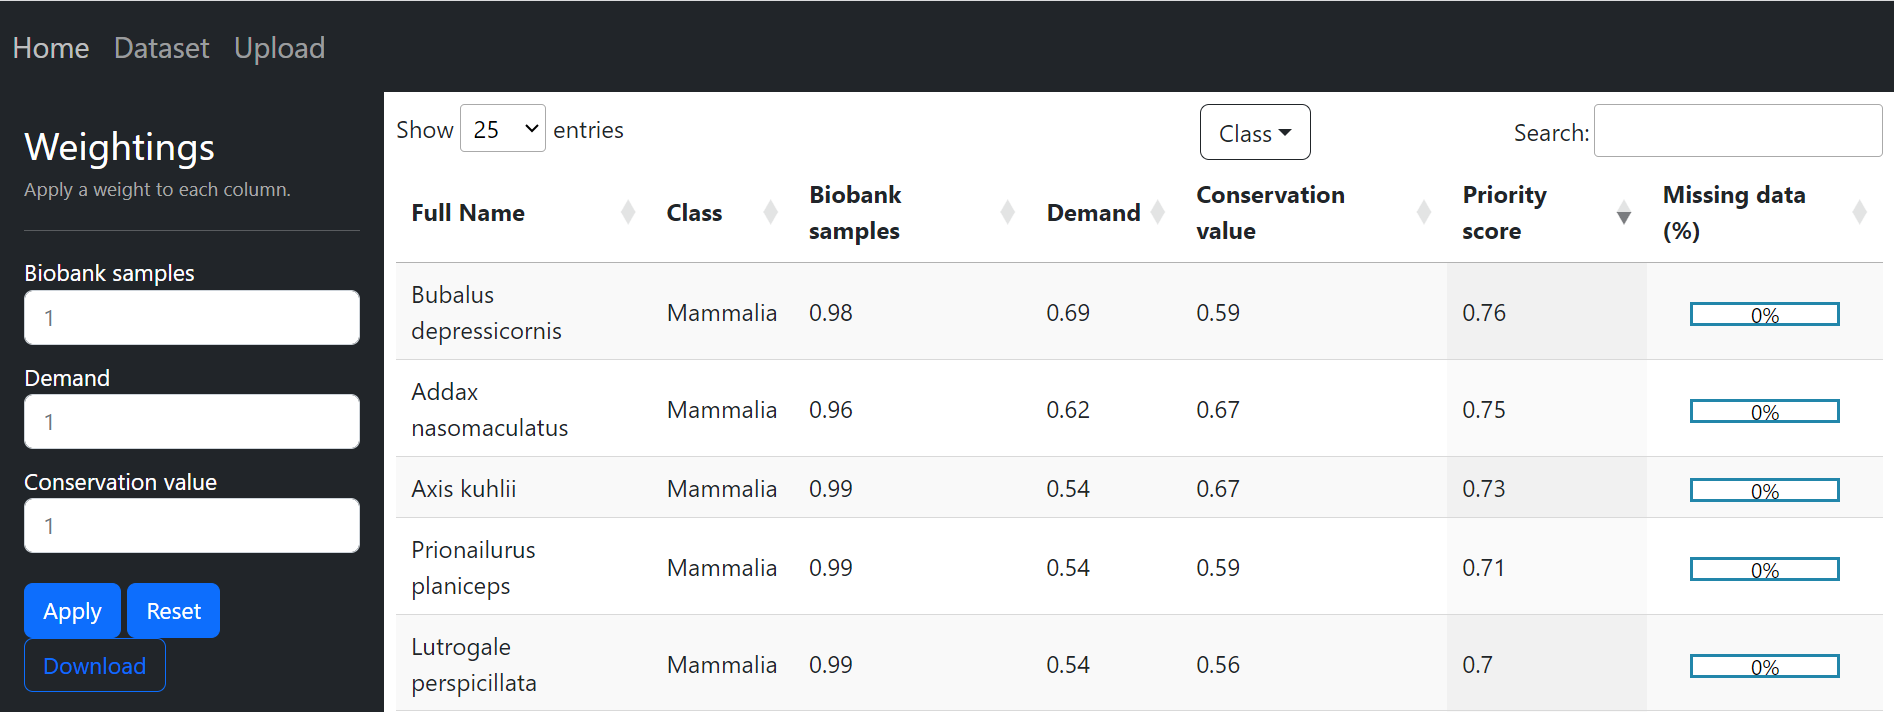 Home Dataset Upload
Weightings
Apply a weight to each column.
Biobank samples
1
Demand
1
Conservation value
1
Apply Reset
Download
Show 25 entries Class Search:
Full Name Class Biobank samples Demand Conservation value Priority score Missing data (%)
Bubalus depressicornis Mammalia 0.98 0.69 0.59 0.76 0%
Addax nasomaculatus Mammalia 0.96 0.62 0.67 0.75 0%
Axis kuhlii Mammalia 0.99 0.54 0.67 0.73 0%
Prionailurus planiceps Mammalia 0.99 0.54 0.59 0.71 0%
Lutrogale perspicillata Mammalia 0.99 0.54 0.56 0.7 0%